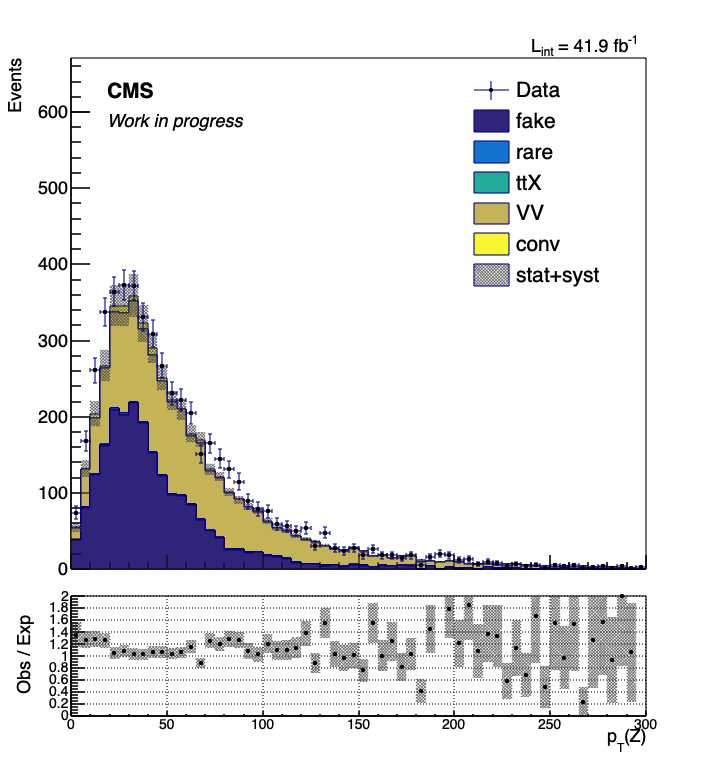 L_int = 41.9 fb^-1
Events
CMS
Work in progress
Data
fake
rare
ttX
VV
conv
stat+syst
600
500
400
300
200
100
0
Obs / Exp
2
1.8
1.6
1.4
1.2
1
0.8
0.6
0.4
0.2
0
0 50 100 150 200 250 300
p_T(Z)